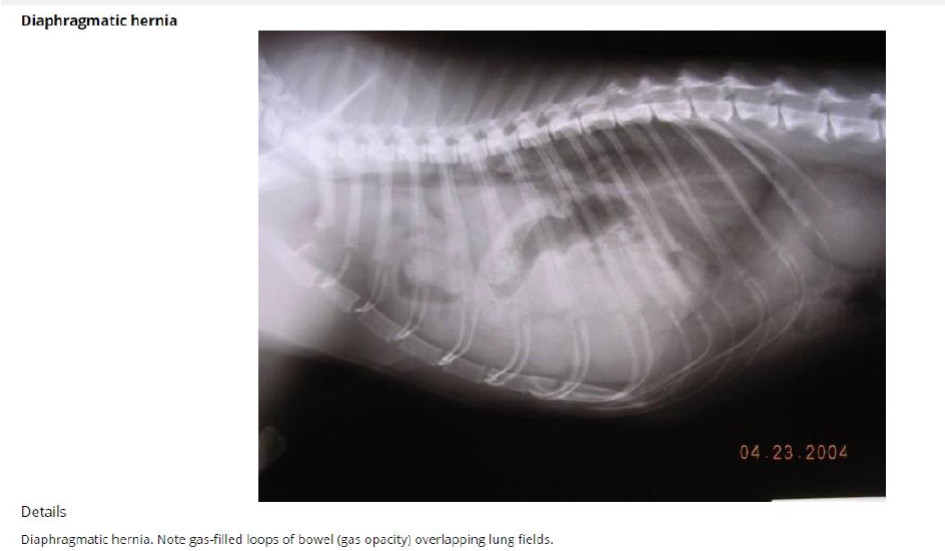 Diaphragmatic hernia
04.23.2004
Details
Diaphragmatic hernia. Note gas-filled loops of bowel (gas opacity) overlapping lung fields.